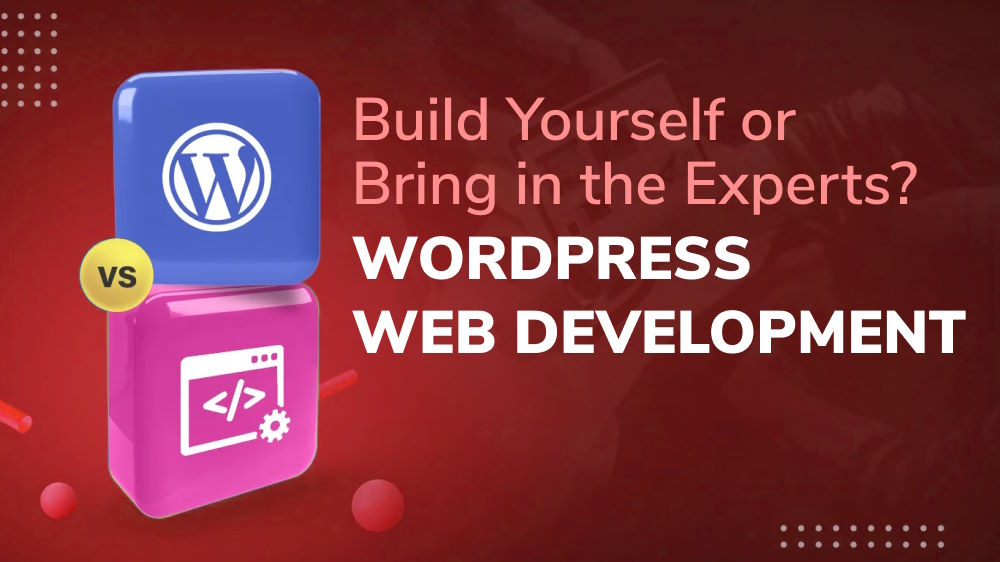 Build Yourself or
Bring in the Experts?
WORDPRESS
WEB DEVELOPMENT
VS